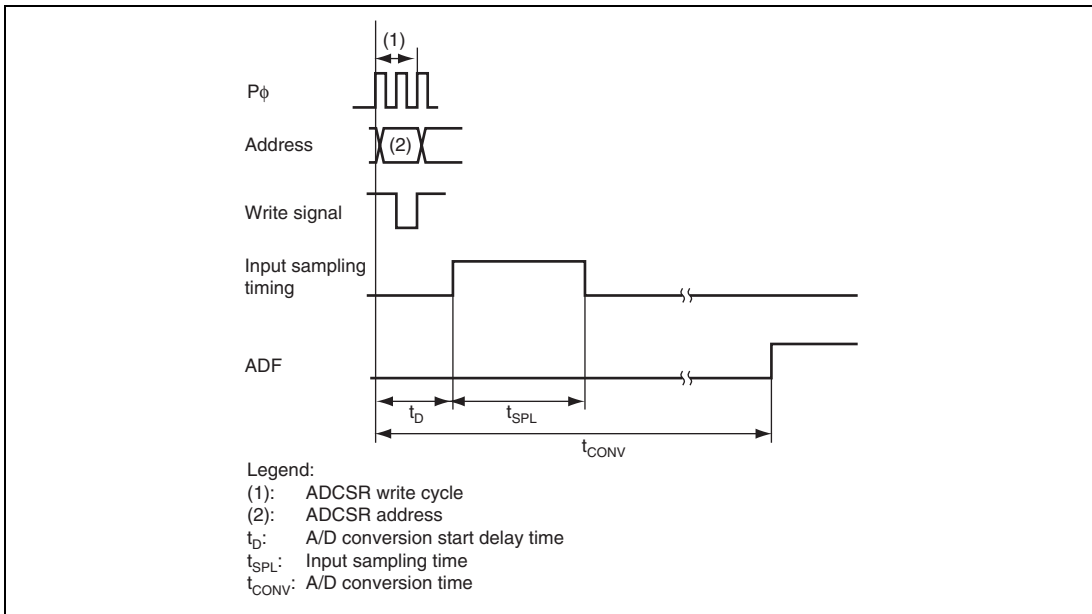 (1)
Pϕ
Address
(2)
Write signal
Input sampling
timing
ADF
tD
tSPL
tCONV
Legend:
(1): ADCSR write cycle
(2): ADCSR address
tD: A/D conversion start delay time
tSPL: Input sampling time
tCONV: A/D conversion time